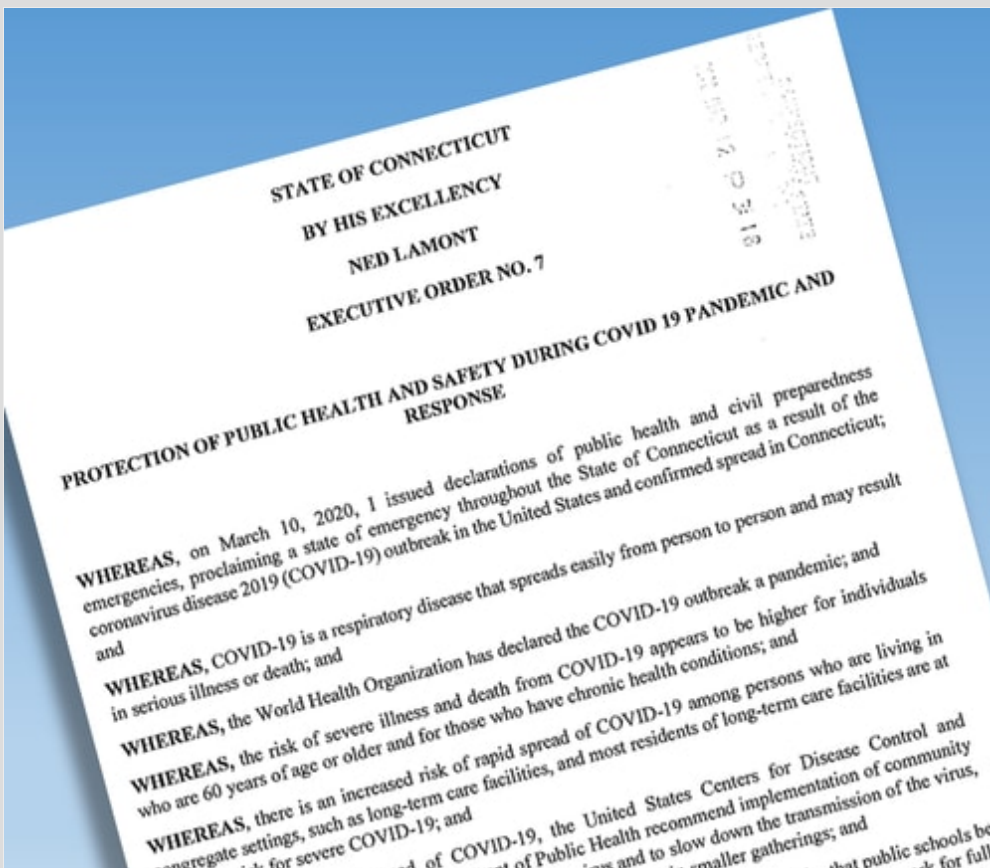 STATE OF CONNECTICUT
BY HIS EXCELLENCY
NED LAMONT
EXECUTIVE ORDER NO. 7
PROTECTION OF PUBLIC HEALTH AND SAFETY DURING COVID 19 PANDEMIC AND
RESPONSE
WHEREAS, on March 10, 2020, I issued declarations of public health and civil preparedness
emergencies, proclaiming a state of emergency throughout the State of Connecticut as a result of the
coronavirus disease 2019 (COVID-19) outbreak in the United States and confirmed spread in Connecticut;
and
WHEREAS, COVID-19 is a respiratory disease that spreads easily from person to person and may result
in serious illness or death; and
WHEREAS, the World Health Organization has declared the COVID-19 outbreak a pandemic; and
WHEREAS, the risk of severe illness and death from COVID-19 appears to be higher for individuals
who are 60 years of age or older and for those who have chronic health conditions; and
WHEREAS, there is an increased risk of rapid spread of COVID-19 among persons who are living in
congregate settings, such as long-term care facilities, and most residents of long-term care facilities are at
for severe COVID-19; and
of COVID-19, the United States Centers for Disease Control and
of Public Health recommend implementation of community
and to slow down the transmission of the virus,
smaller gatherings; and
that public schools be
for full